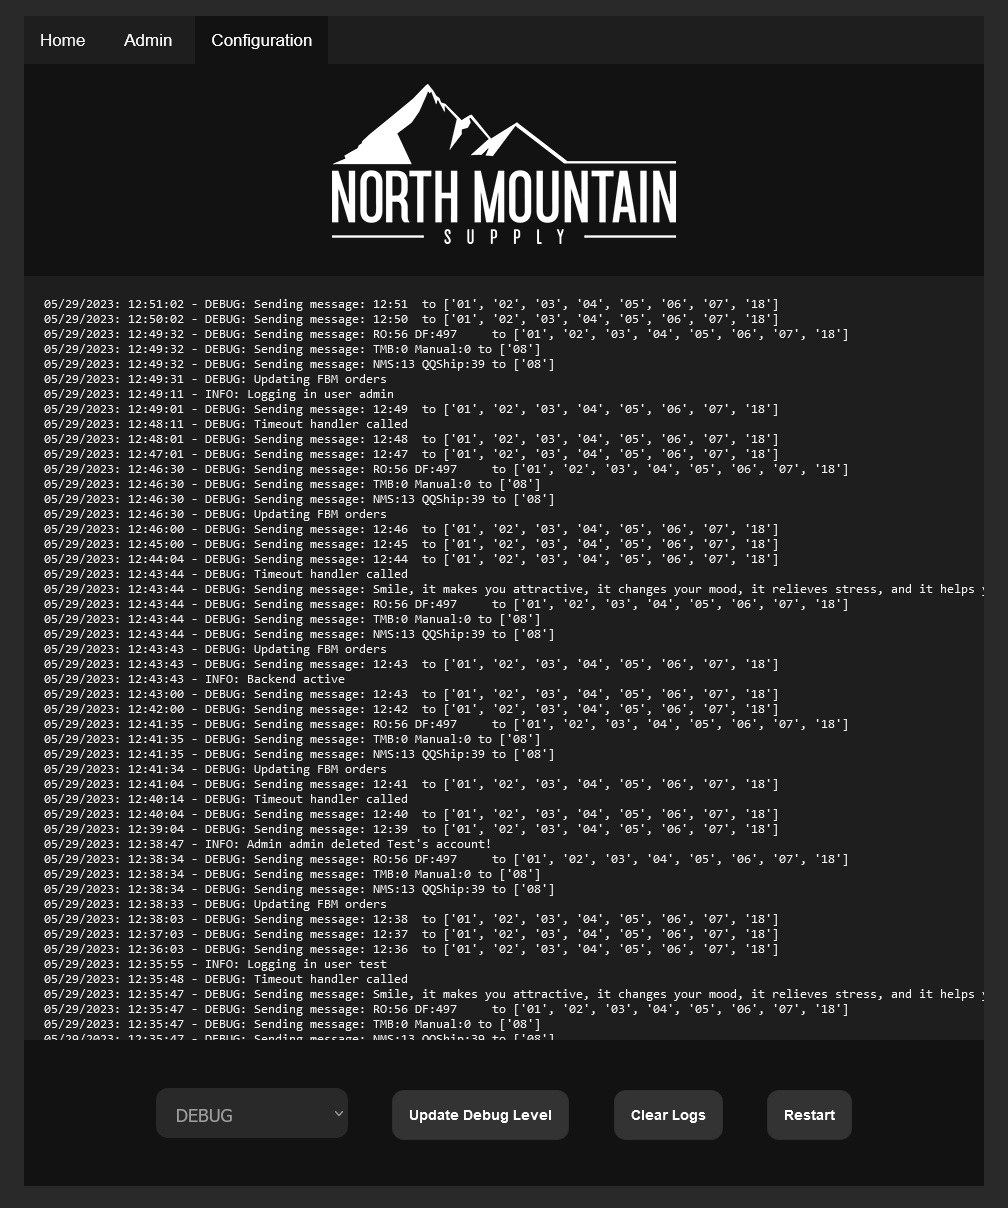 Home Admin Configuration
NORTH MOUNTAIN
SUPPLY
05/29/2023: 12:51:02 - DEBUG: Sending message: 12:51  to ['01', '02', '03', '04', '05', '06', '07', '18']
05/29/2023: 12:50:02 - DEBUG: Sending message: 12:50  to ['01', '02', '03', '04', '05', '06', '07', '18']
05/29/2023: 12:49:32 - DEBUG: Sending message: RO:56 DF:497     to ['01', '02', '03', '04', '05', '06', '07', '18']
05/29/2023: 12:49:32 - DEBUG: Sending message: TMB:0 Manual:0 to ['08']
05/29/2023: 12:49:32 - DEBUG: Sending message: NMS:13 QQShip:39 to ['08']
05/29/2023: 12:49:31 - DEBUG: Updating FBM orders
05/29/2023: 12:49:11 - INFO: Logging in user admin
05/29/2023: 12:49:01 - DEBUG: Sending message: 12:49  to ['01', '02', '03', '04', '05', '06', '07', '18']
05/29/2023: 12:48:11 - DEBUG: Timeout handler called
05/29/2023: 12:48:01 - DEBUG: Sending message: 12:48  to ['01', '02', '03', '04', '05', '06', '07', '18']
05/29/2023: 12:47:01 - DEBUG: Sending message: 12:47  to ['01', '02', '03', '04', '05', '06', '07', '18']
05/29/2023: 12:46:30 - DEBUG: Sending message: RO:56 DF:497     to ['01', '02', '03', '04', '05', '06', '07', '18']
05/29/2023: 12:46:30 - DEBUG: Sending message: TMB:0 Manual:0 to ['08']
05/29/2023: 12:46:30 - DEBUG: Sending message: NMS:13 QQShip:39 to ['08']
05/29/2023: 12:46:30 - DEBUG: Updating FBM orders
05/29/2023: 12:46:00 - DEBUG: Sending message: 12:46  to ['01', '02', '03', '04', '05', '06', '07', '18']
05/29/2023: 12:45:00 - DEBUG: Sending message: 12:45  to ['01', '02', '03', '04', '05', '06', '07', '18']
05/29/2023: 12:44:04 - DEBUG: Sending message: 12:44  to ['01', '02', '03', '04', '05', '06', '07', '18']
05/29/2023: 12:43:44 - DEBUG: Timeout handler called
05/29/2023: 12:43:44 - DEBUG: Sending message: Smile, it makes you attractive, it changes your mood, it relieves stress, and it helps
05/29/2023: 12:43:44 - DEBUG: Sending message: RO:56 DF:497     to ['01', '02', '03', '04', '05', '06', '07', '18']
05/29/2023: 12:43:44 - DEBUG: Sending message: TMB:0 Manual:0 to ['08']
05/29/2023: 12:43:44 - DEBUG: Sending message: NMS:13 QQShip:39 to ['08']
05/29/2023: 12:43:43 - DEBUG: Updating FBM orders
05/29/2023: 12:43:43 - DEBUG: Sending message: 12:43  to ['01', '02', '03', '04', '05', '06', '07', '18']
05/29/2023: 12:43:43 - INFO: Backend active
05/29/2023: 12:43:00 - DEBUG: Sending message: 12:43  to ['01', '02', '03', '04', '05', '06', '07', '18']
05/29/2023: 12:42:00 - DEBUG: Sending message: 12:42  to ['01', '02', '03', '04', '05', '06', '07', '18']
05/29/2023: 12:41:35 - DEBUG: Sending message: RO:56 DF:497     to ['01', '02', '03', '04', '05', '06', '07', '18']
05/29/2023: 12:41:35 - DEBUG: Sending message: TMB:0 Manual:0 to ['08']
05/29/2023: 12:41:35 - DEBUG: Sending message: NMS:13 QQShip:39 to ['08']
05/29/2023: 12:41:34 - DEBUG: Updating FBM orders
05/29/2023: 12:41:04 - DEBUG: Sending message: 12:41  to ['01', '02', '03', '04', '05', '06', '07', '18']
05/29/2023: 12:40:14 - DEBUG: Timeout handler called
05/29/2023: 12:40:04 - DEBUG: Sending message: 12:40  to ['01', '02', '03', '04', '05', '06', '07', '18']
05/29/2023: 12:39:04 - DEBUG: Sending message: 12:39  to ['01', '02', '03', '04', '05', '06', '07', '18']
05/29/2023: 12:38:47 - INFO: Admin admin deleted Test's account!
05/29/2023: 12:38:34 - DEBUG: Sending message: RO:56 DF:497     to ['01', '02', '03', '04', '05', '06', '07', '18']
05/29/2023: 12:38:34 - DEBUG: Sending message: TMB:0 Manual:0 to ['08']
05/29/2023: 12:38:34 - DEBUG: Sending message: NMS:13 QQShip:39 to ['08']
05/29/2023: 12:38:33 - DEBUG: Updating FBM orders
05/29/2023: 12:38:03 - DEBUG: Sending message: 12:38  to ['01', '02', '03', '04', '05', '06', '07', '18']
05/29/2023: 12:37:03 - DEBUG: Sending message: 12:37  to ['01', '02', '03', '04', '05', '06', '07', '18']
05/29/2023: 12:36:03 - DEBUG: Sending message: 12:36  to ['01', '02', '03', '04', '05', '06', '07', '18']
05/29/2023: 12:35:55 - INFO: Logging in user test
05/29/2023: 12:35:48 - DEBUG: Timeout handler called
05/29/2023: 12:35:47 - DEBUG: Sending message: Smile, it makes you attractive, it changes your mood, it relieves stress, and it helps
05/29/2023: 12:35:47 - DEBUG: Sending message: RO:56 DF:497     to ['01', '02', '03', '04', '05', '06', '07', '18']
05/29/2023: 12:35:47 - DEBUG: Sending message: TMB:0 Manual:0 to ['08']
05/29/2023: 12:35:47 - DEBUG: Sending message: NMS:13 QQShip:39 to ['08']
DEBUG Update Debug Level Clear Logs Restart